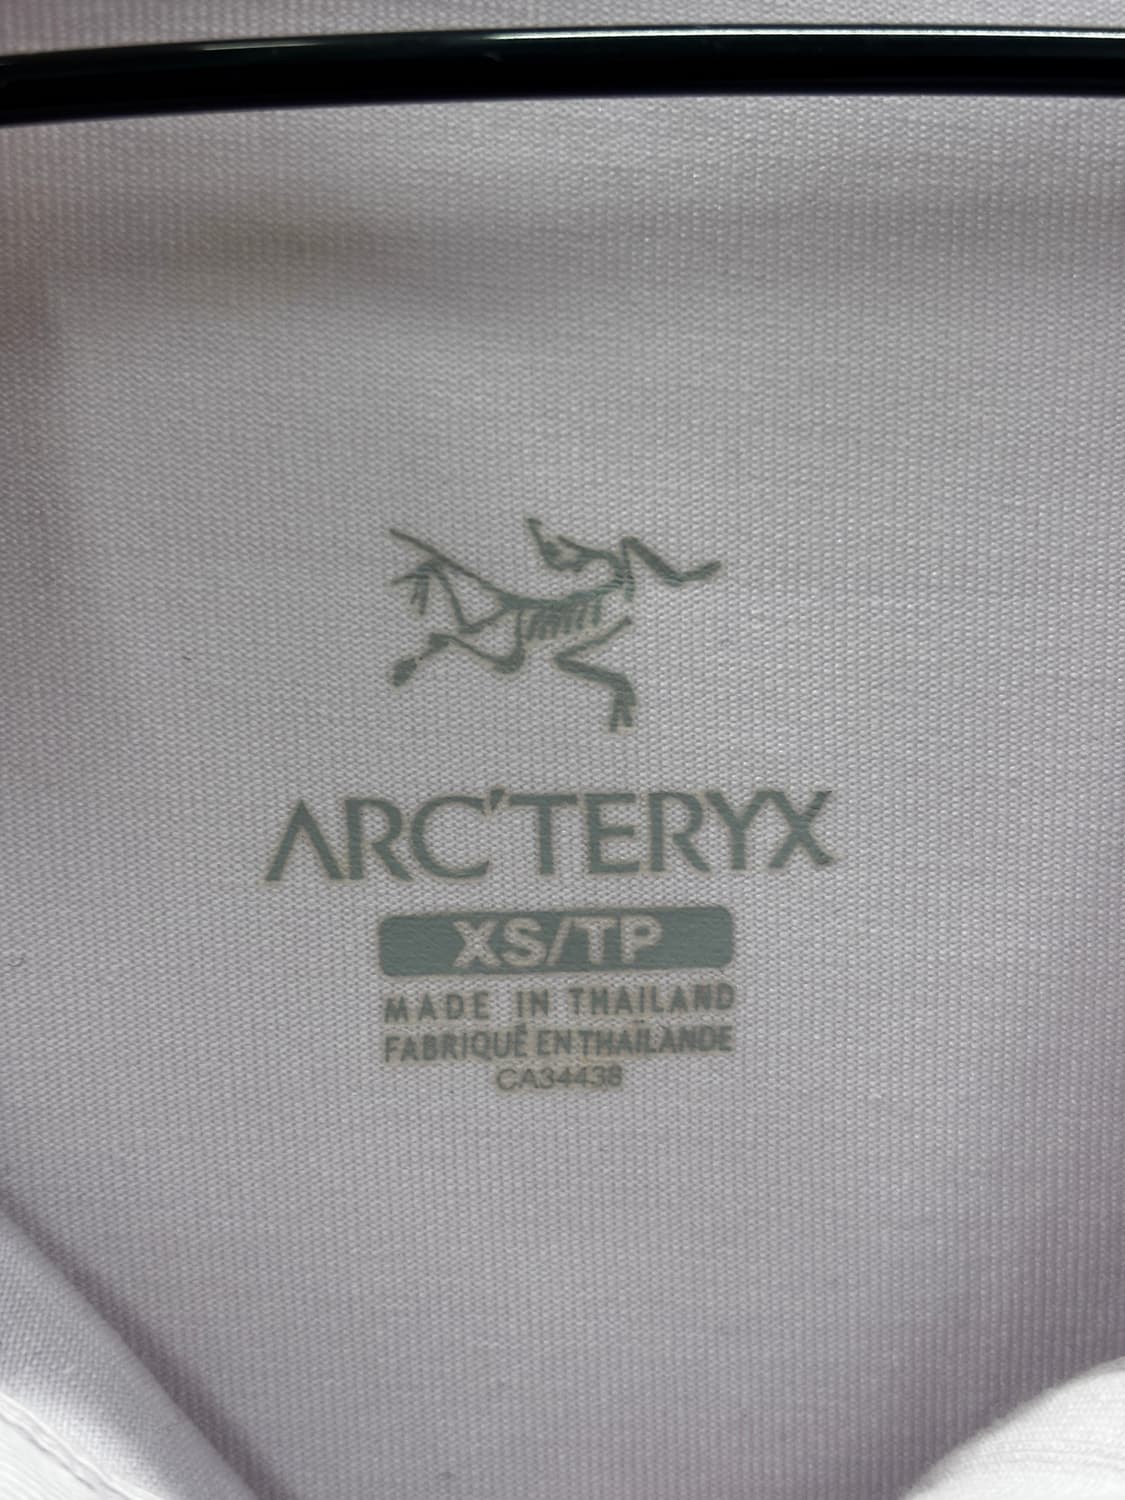 ARC'TERYX
XS/TP
MADE IN THAILAND
FABRIQUÉ EN THAÏLANDE
CA34438